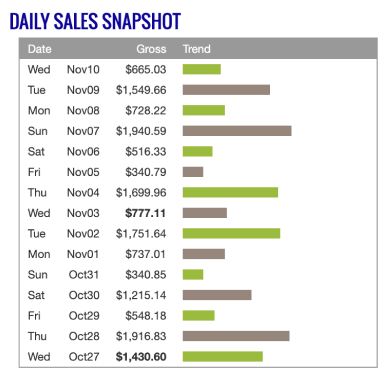 DAILY SALES SNAPSHOT
Date Gross Trend
Wed Nov10 $665.03
Tue Nov09 $1,549.66
Mon Nov08 $728.22
Sun Nov07 $1,940.59
Sat Nov06 $516.33
Fri Nov05 $340.79
Thu Nov04 $1,699.96
Wed Nov03 $777.11
Tue Nov02 $1,751.64
Mon Nov01 $737.01
Sun Oct31 $340.85
Sat Oct30 $1,215.14
Fri Oct29 $548.18
Thu Oct28 $1,916.83
Wed Oct27 $1,430.60